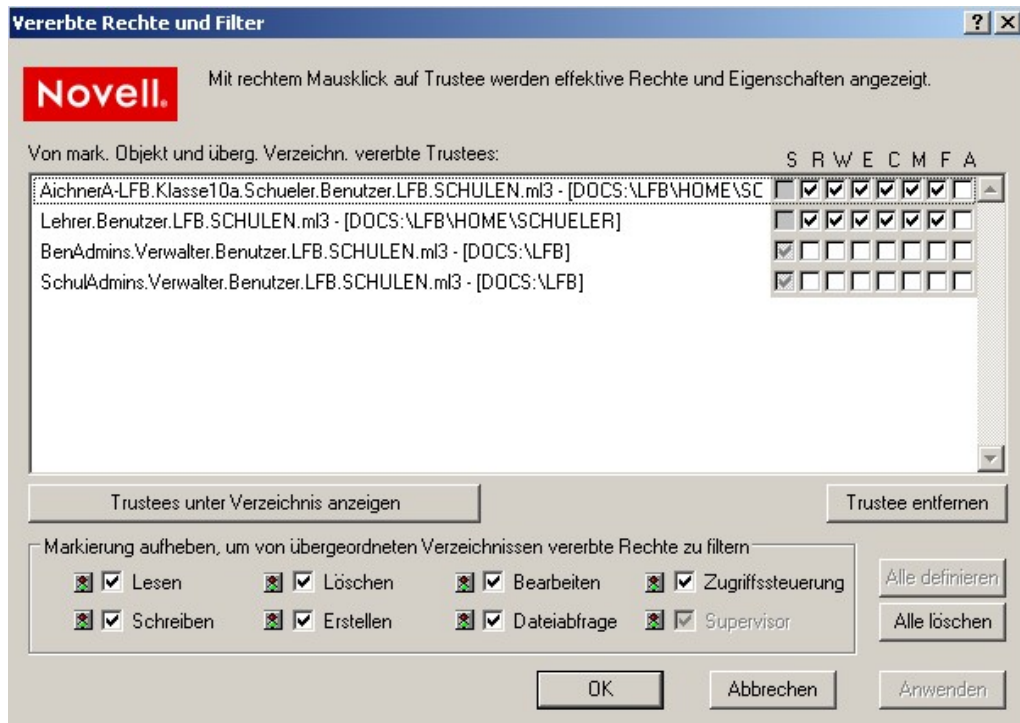 Vererbte Rechte und Filter
Novell.
Mit rechtem Mausklick auf Trustee werden effektive Rechte und Eigenschaften angezeigt.
Von mark. Objekt und überg. Verzeichn. vererbte Trustees:
S R W E C M F A
AichnerA-LFB.Klasse10a.Schueler.Benutzer.LFB.SCHULEN.ml3 - [DOCS:\LFB\HOME\SC
Lehrer.Benutzer.LFB.SCHULEN.ml3 - [DOCS:\LFB\HOME\SCHUELER]
BenAdmins.Verwalter.Benutzer.LFB.SCHULEN.ml3 - [DOCS:\LFB]
SchulAdmins.Verwalter.Benutzer.LFB.SCHULEN.ml3 - [DOCS:\LFB]
Trustees unter Verzeichnis anzeigen
Trustee entfernen
Markierung aufheben, um von übergeordneten Verzeichnissen vererbte Rechte zu filtern
Lesen Löschen Bearbeiten Zugriffssteuerung
Schreiben Erstellen Dateiabfrage Supervisor
Alle definieren
Alle löschen
OK Abbrechen Anwenden